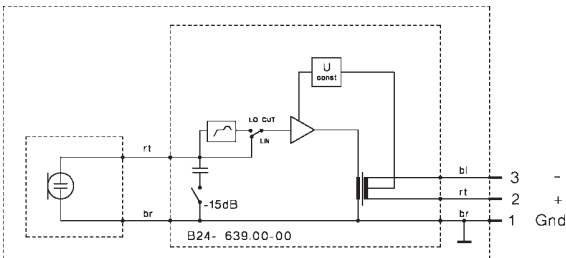 U
const
LO CUT
LIN
rt
-15dB
br
B24- 639.00-00
bl
3 -
rt
2 +
br
1 Gnd